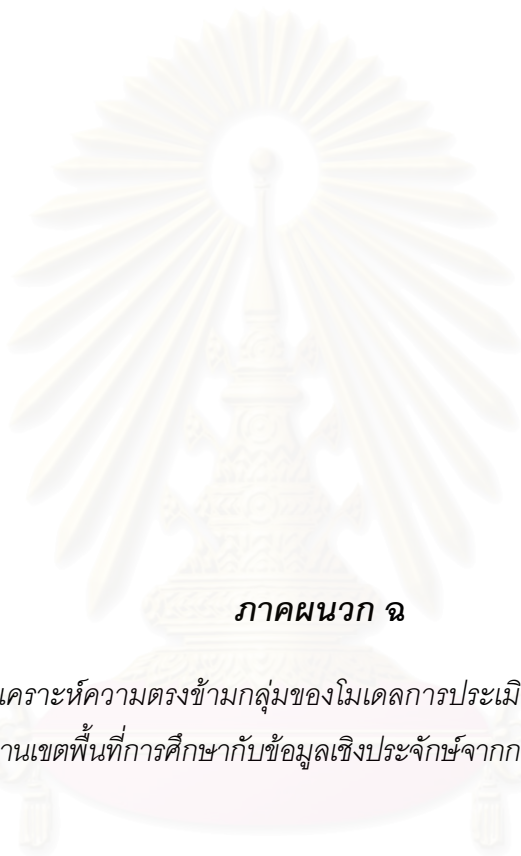 ภาคผนวก ฉ
เคราะห์ความตรงข้ามกลุ่มของโมเดลการประเมิ
านเขตพื้นที่การศึกษากับข้อมูลเชิงประจักษ์จากก